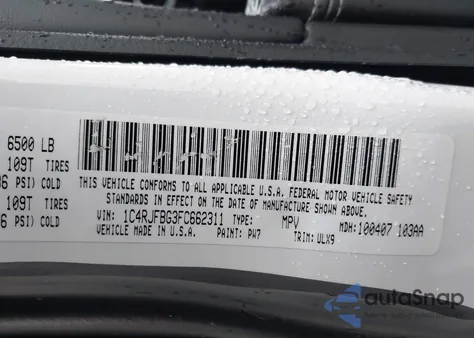 6500 LB
109T TIRES
PSI) COLD
THIS VEHICLE CONFORMS TO ALL APPLICABLE U.S.A. FEDERAL MOTOR VEHICLE SAFETY
109T TIRES
STANDARDS IN EFFECT ON THE DATE OF MANUFACTURE SHOWN ABOVE.
PSI) COLD
VIN: 1C4RJFBG3FC662311 TYPE: MPV MDH: 100407 103AA
VEHICLE MADE IN U.S.A. PAINT: PW7 TRIM: ULX9
autoSnap